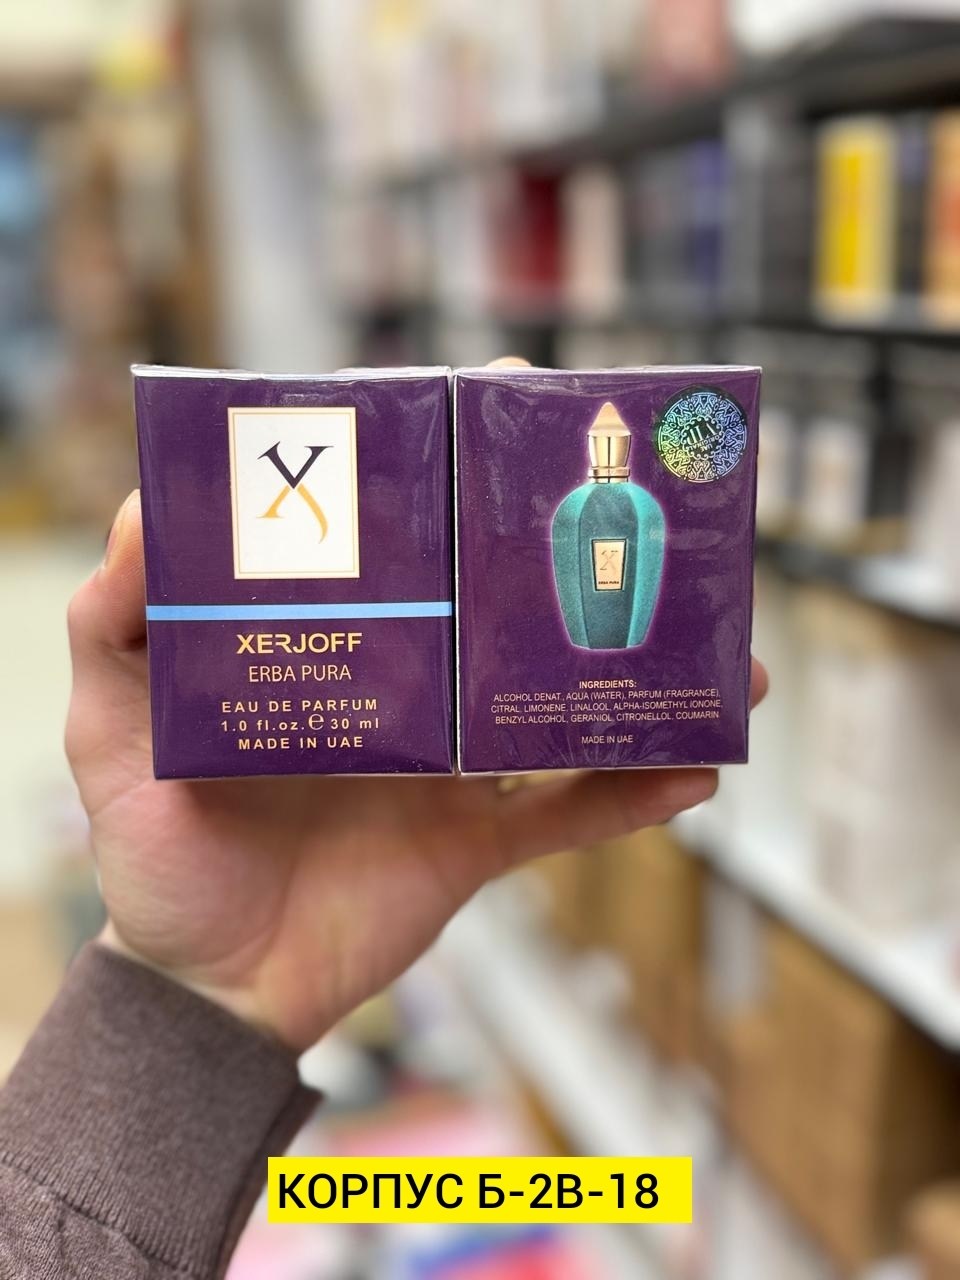 X
XERJOFF
ERBA PURA
EAU DE PARFUM
1.0 fl.oz. ℮ 30 ml
MADE IN UAE
X
ERBA PURA
INGREDIENTS:
ALCOHOL DENAT., AQUA (WATER), PARFUM (FRAGRANCE),
CITRAL, LIMONENE, LINALOOL, ALPHA-ISOMETHYL IONONE,
BENZYL ALCOHOL, GERANIOL, CITRONELLOL, COUMARIN
MADE IN UAE
КОРПУС Б-2В-18